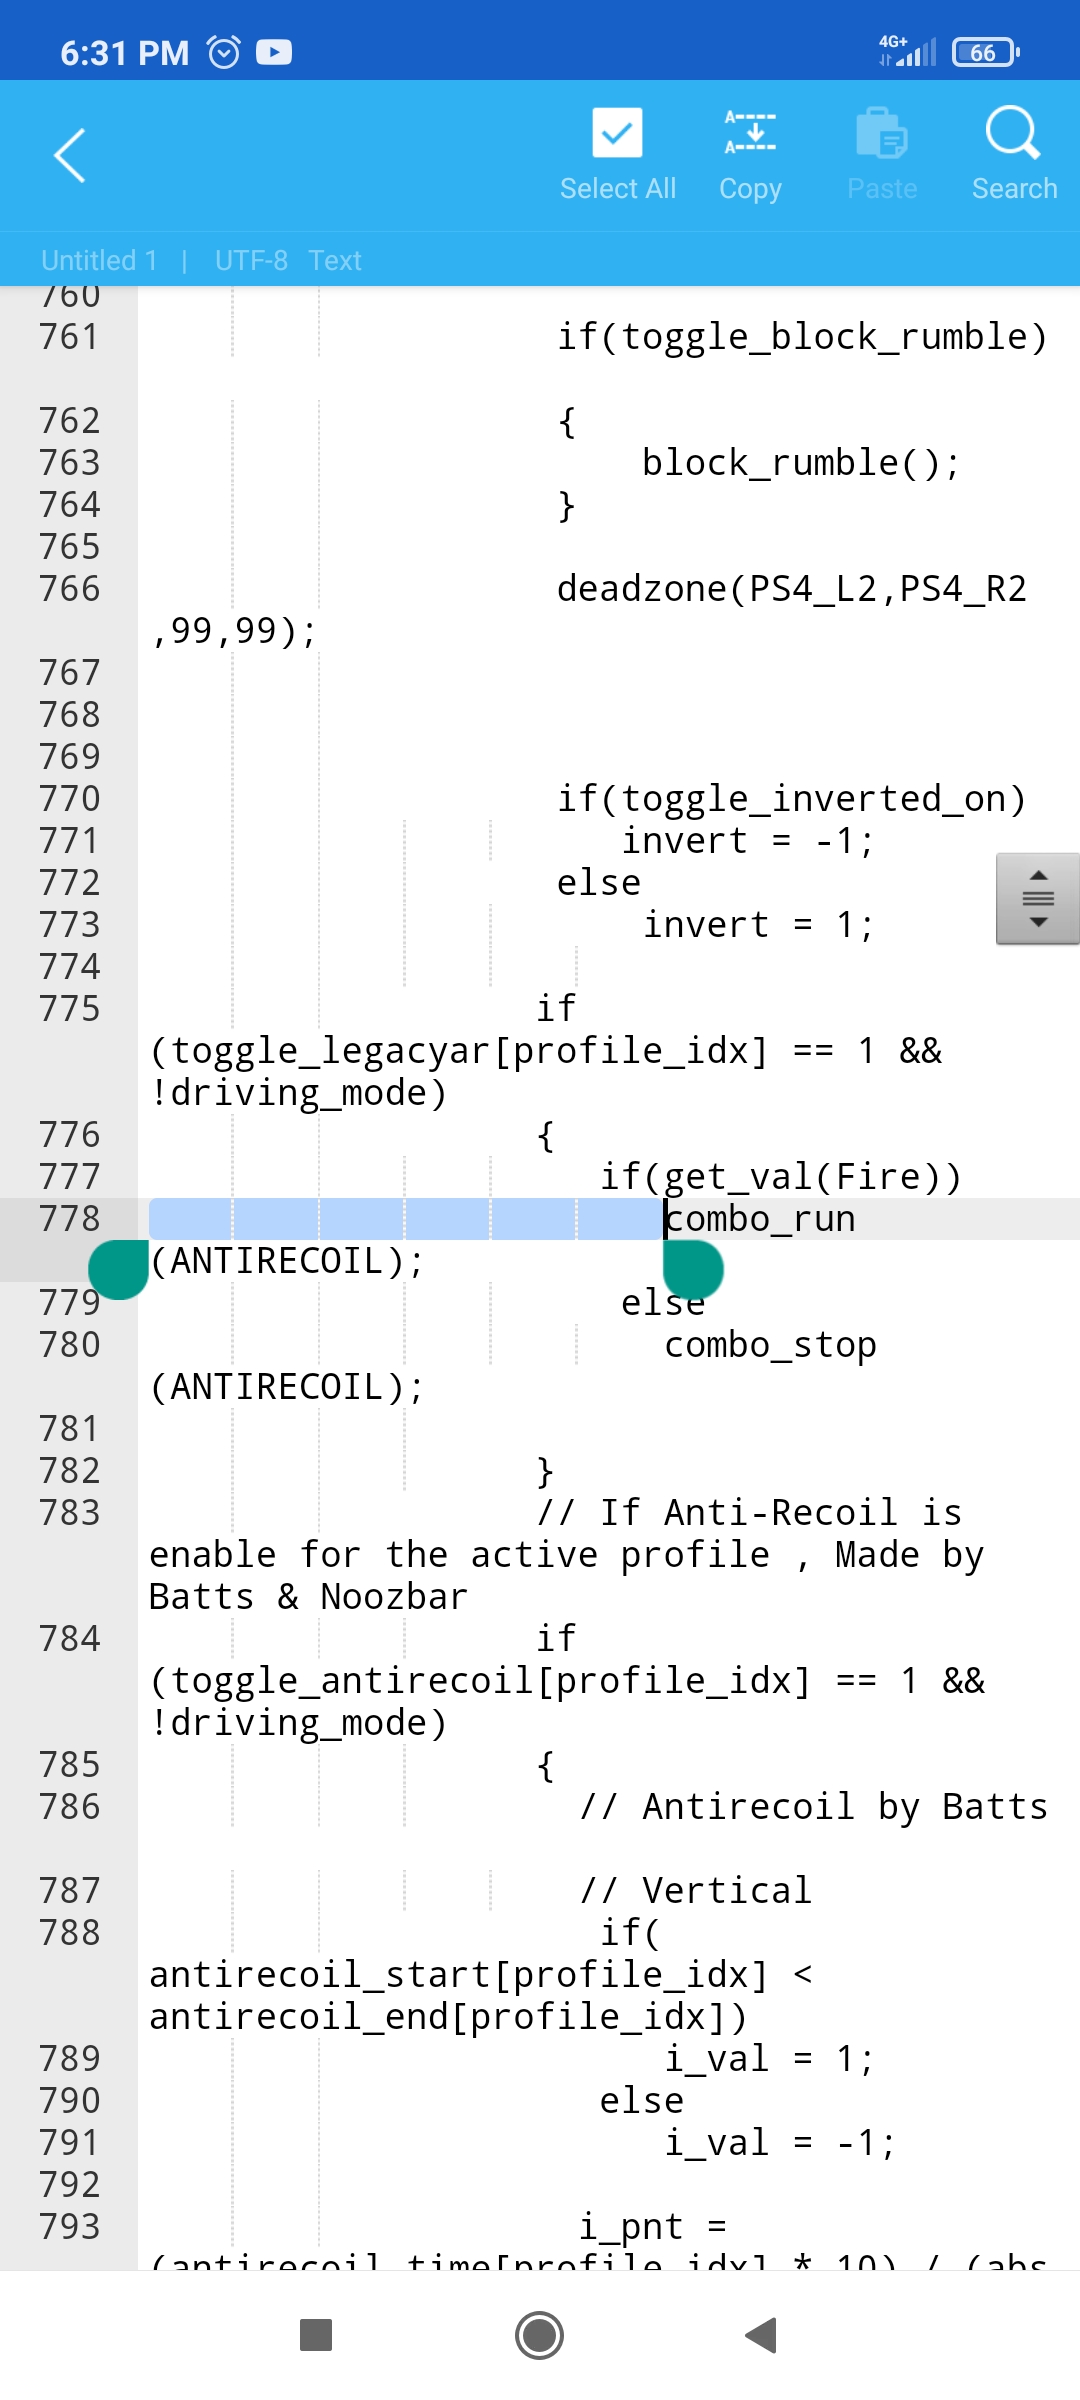 6:31 PM 4G+ 66
Select All Copy Paste Search
Untitled 1 | UTF-8 Text
760
761 if(toggle_block_rumble)
762 {
763 block_rumble();
764 }
765
766 deadzone(PS4_L2,PS4_R2
,99,99);
767
768
769
770 if(toggle_inverted_on)
771 invert = -1;
772 else
773 invert = 1;
774
775 if
(toggle_legacyar[profile_idx] == 1 &&
!driving_mode)
776 {
777 if(get_val(Fire))
778 combo_run
(ANTIRECOIL);
779 else
780 combo_stop
(ANTIRECOIL);
781
782 }
783 // If Anti-Recoil is
enable for the active profile , Made by
Batts & Noozbar
784 if
(toggle_antirecoil[profile_idx] == 1 &&
!driving_mode)
785 {
786 // Antirecoil by Batts
787 // Vertical
788 if(
antirecoil_start[profile_idx] <
antirecoil_end[profile_idx])
789 i_val = 1;
790 else
791 i_val = -1;
792
793 i_pnt =
(antirecoil_time[profile_idx] * 10) / (abs